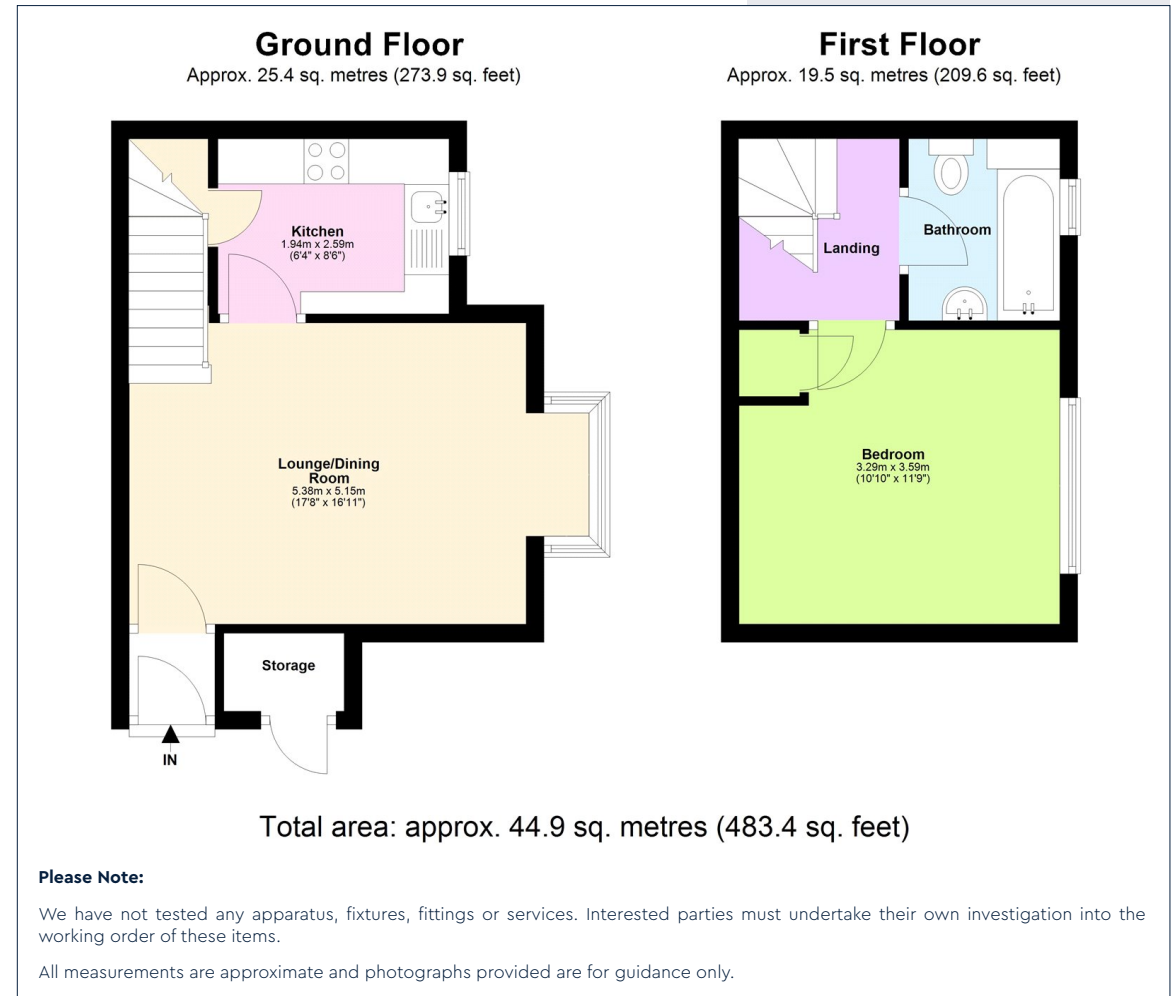 Ground Floor
Approx. 25.4 sq. metres (273.9 sq. feet)
Kitchen
1.94m x 2.59m
(6'4" x 8'6")
Lounge/Dining
Room
5.38m x 5.15m
(17'8" x 16'11")
Storage
IN
First Floor
Approx. 19.5 sq. metres (209.6 sq. feet)
Landing
Bathroom
Bedroom
3.29m x 3.59m
(10'10" x 11'9")
Total area: approx. 44.9 sq. metres (483.4 sq. feet)
Please Note:
We have not tested any apparatus, fixtures, fittings or services. Interested parties must undertake their own investigation into the
working order of these items.
All measurements are approximate and photographs provided are for guidance only.